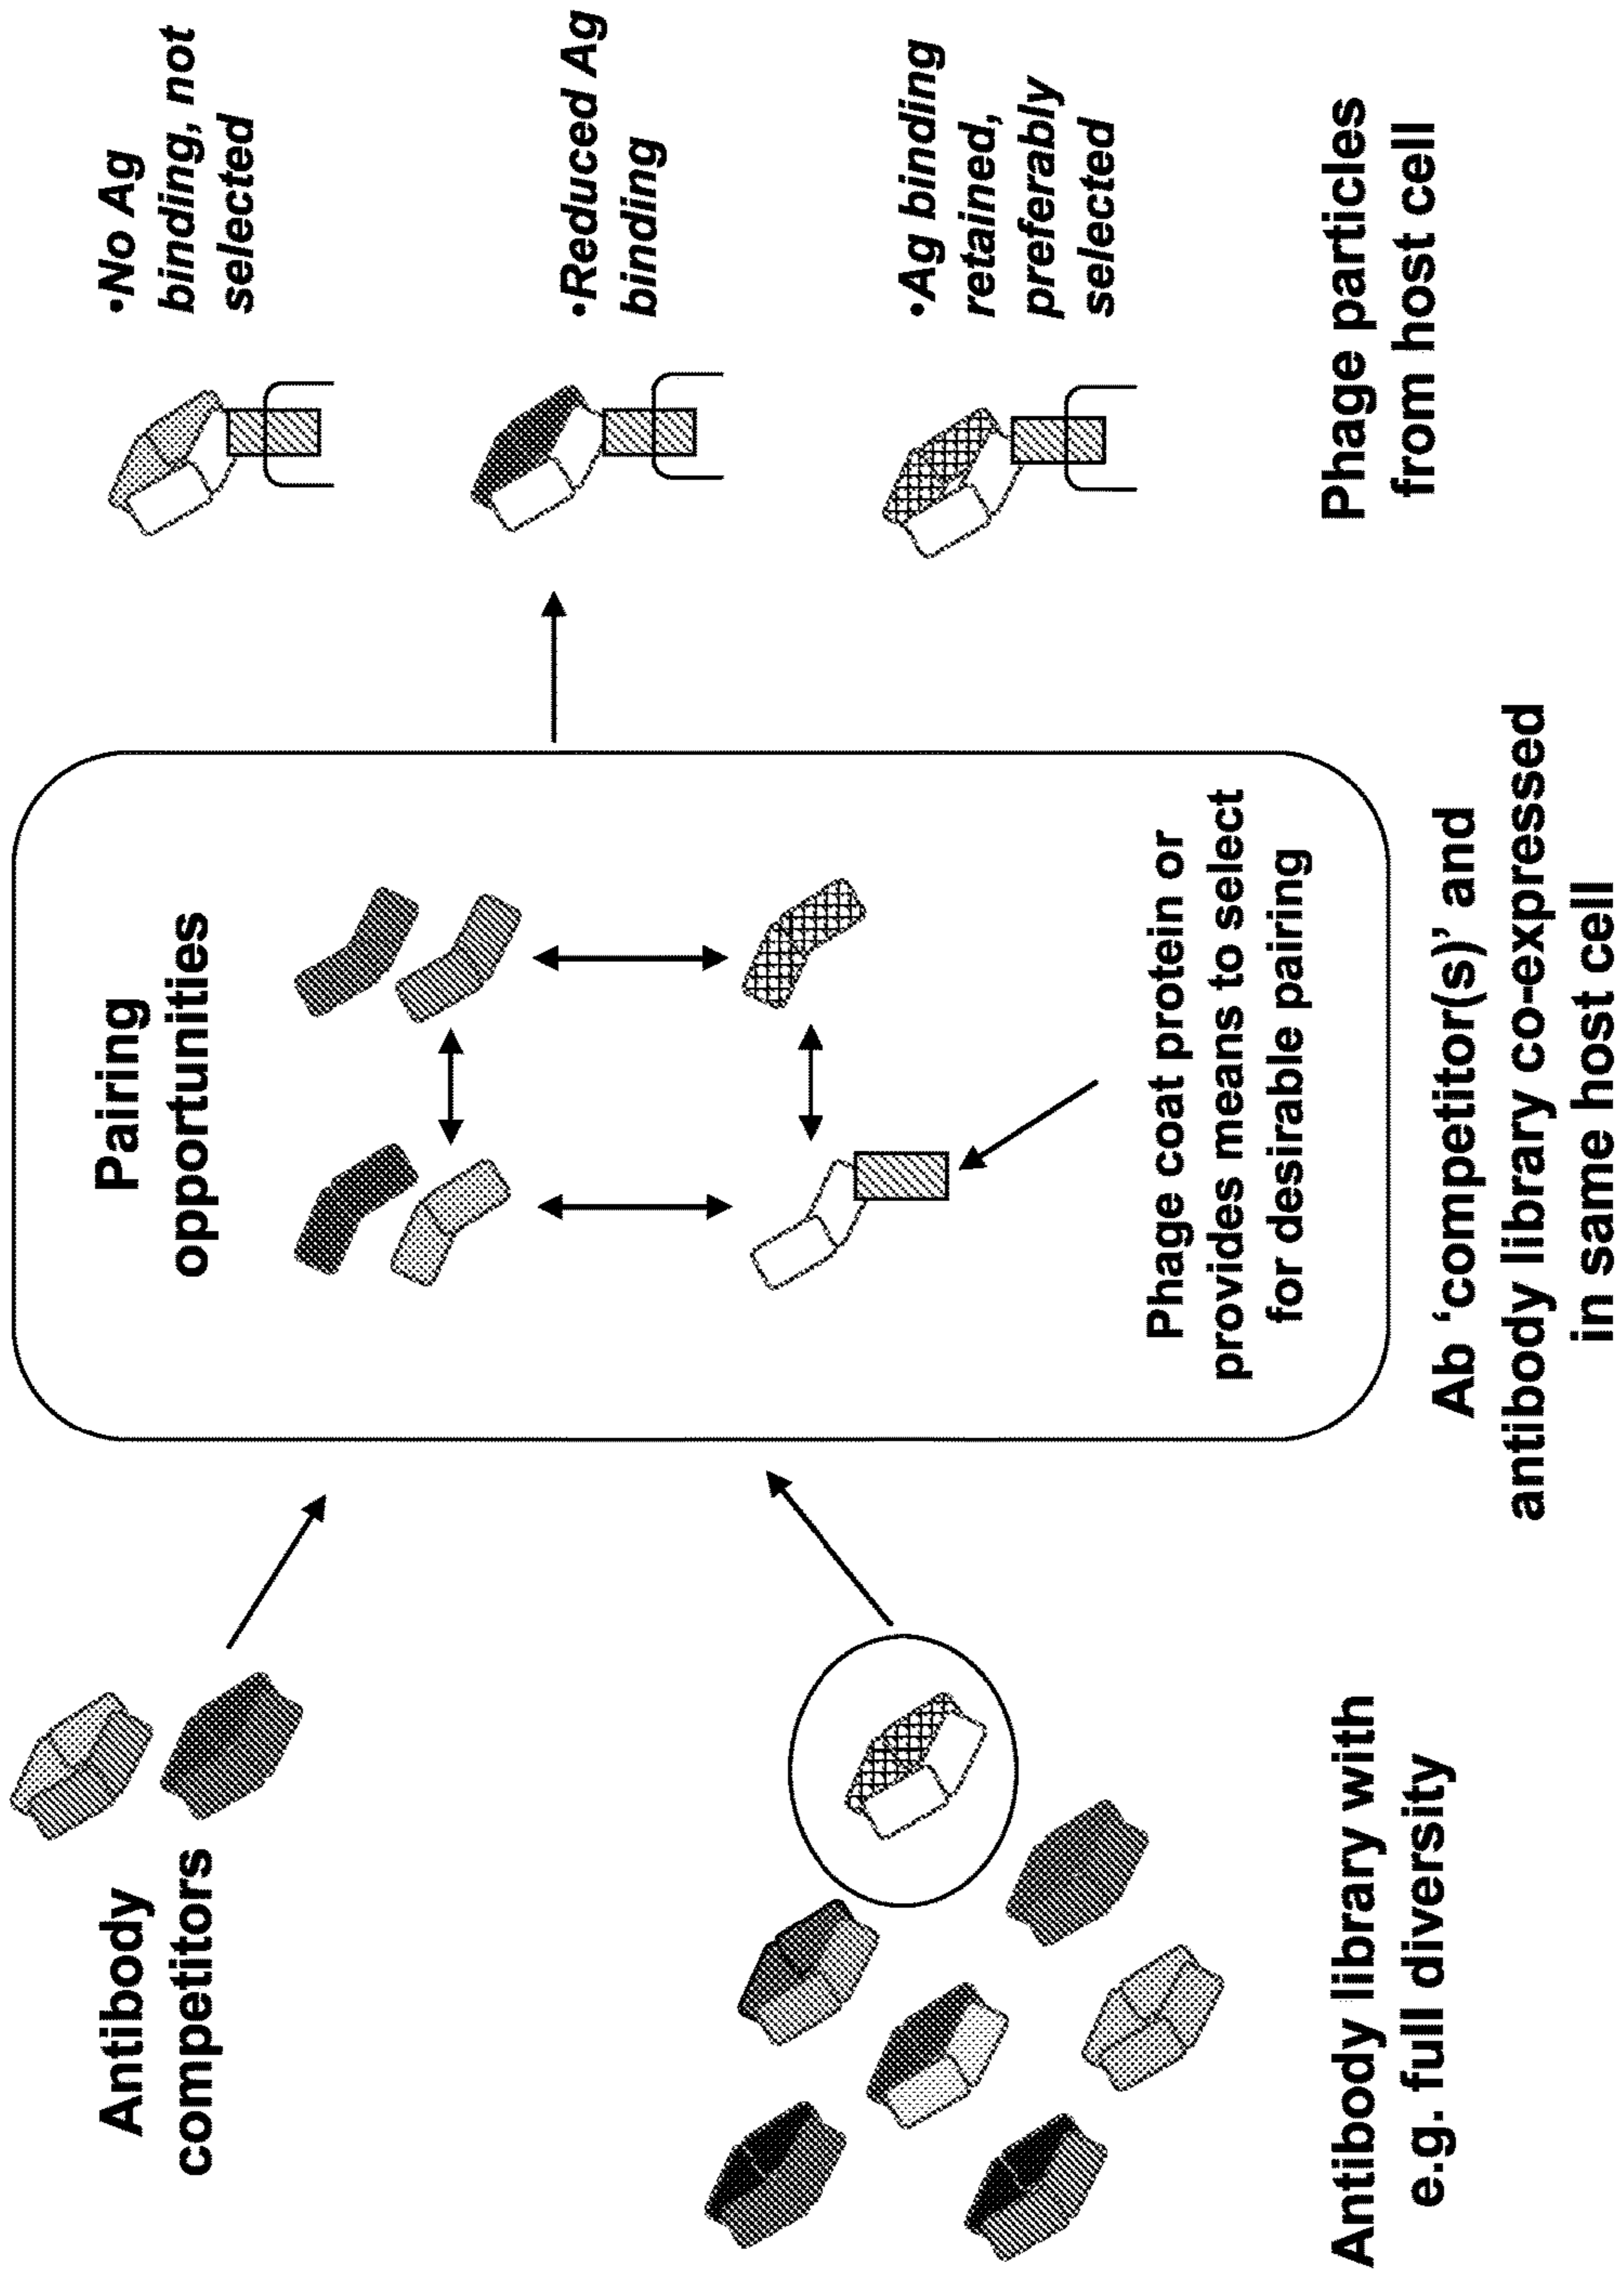 Antibody
competitors
Antibody library with
e.g. full diversity
Pairing
opportunities
Phage coat protein or
provides means to select
for desirable pairing
Ab ‘competitor(s)’ and
antibody library co-expressed
in same host cell
•No Ag
binding, not
selected
•Reduced Ag
binding
•Ag binding
retained,
preferably
selected
Phage particles
from host cell